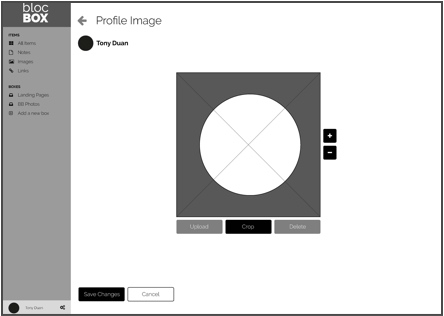 bloc
BOX
ITEMS
All Items
Notes
Images
Links
BOXES
Landing Pages
BB Photos
Add a new box
Profile Image
Tony Duan
+
-
Upload
Crop
Delete
Save Changes
Cancel
Tony Duan